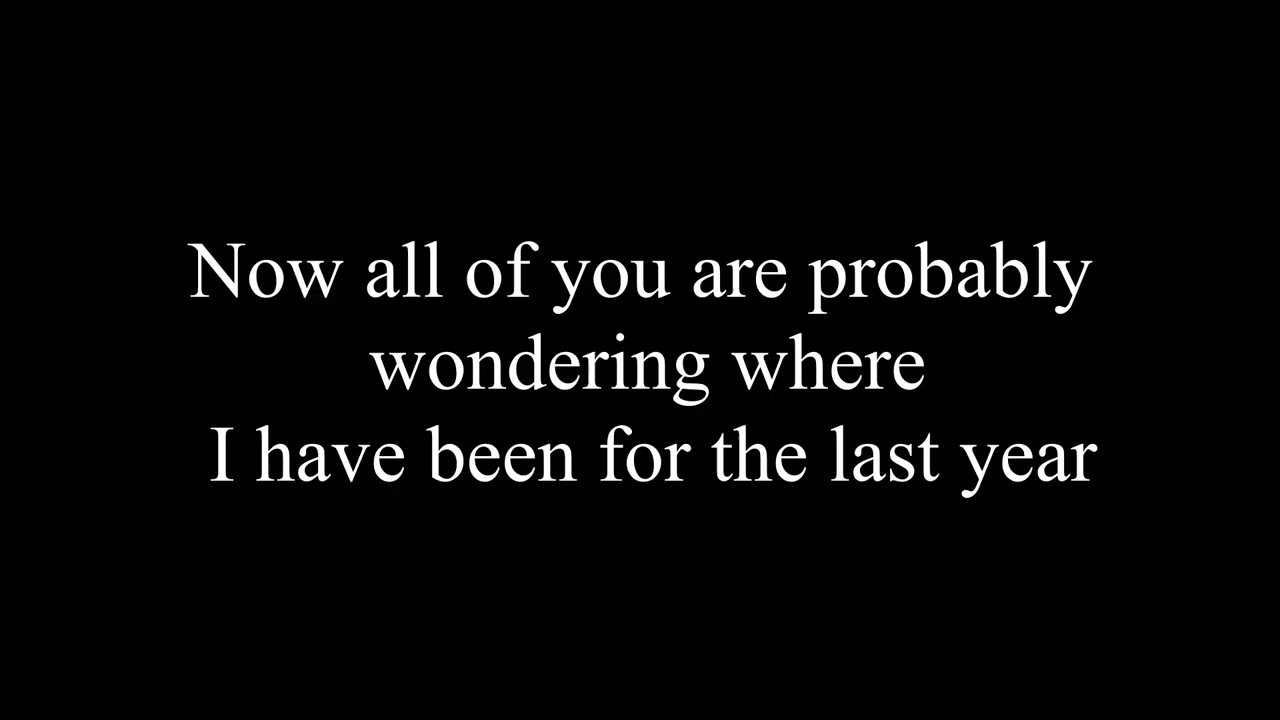 Now all of you are probably
wondering where
I have been for the last year